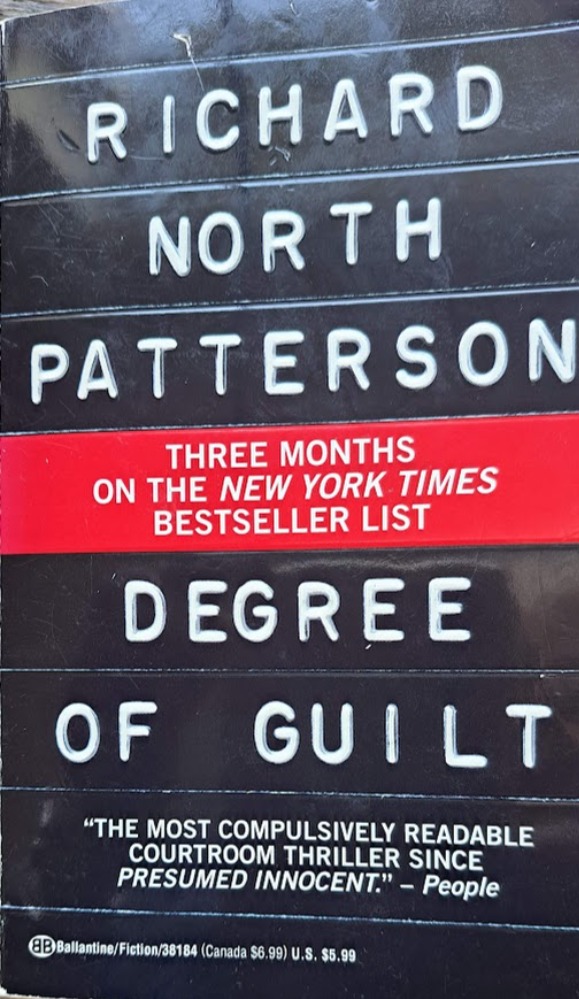 RICHARD
NORTH
PATTERSON
THREE MONTHS
ON THE NEW YORK TIMES
BESTSELLER LIST
DEGREE
OF GUILT
“THE MOST COMPULSIVELY READABLE
COURTROOM THRILLER SINCE
PRESUMED INNOCENT.” – People
BB Ballantine/Fiction/38184 (Canada $6.99) U.S. $5.99